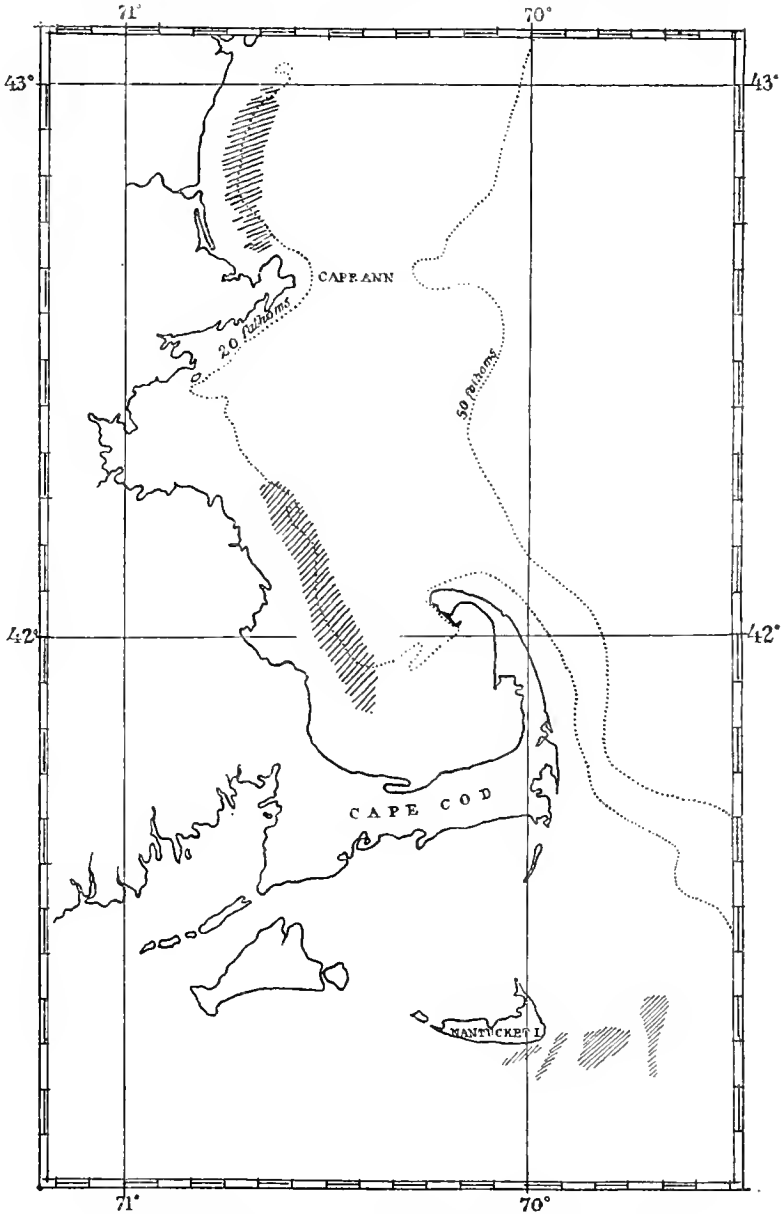 71° 70°
43° 43°
CAPE ANN
20 fathoms
50 fathoms
42° 42°
CAPE COD
NANTUCKET I.
71° 70°